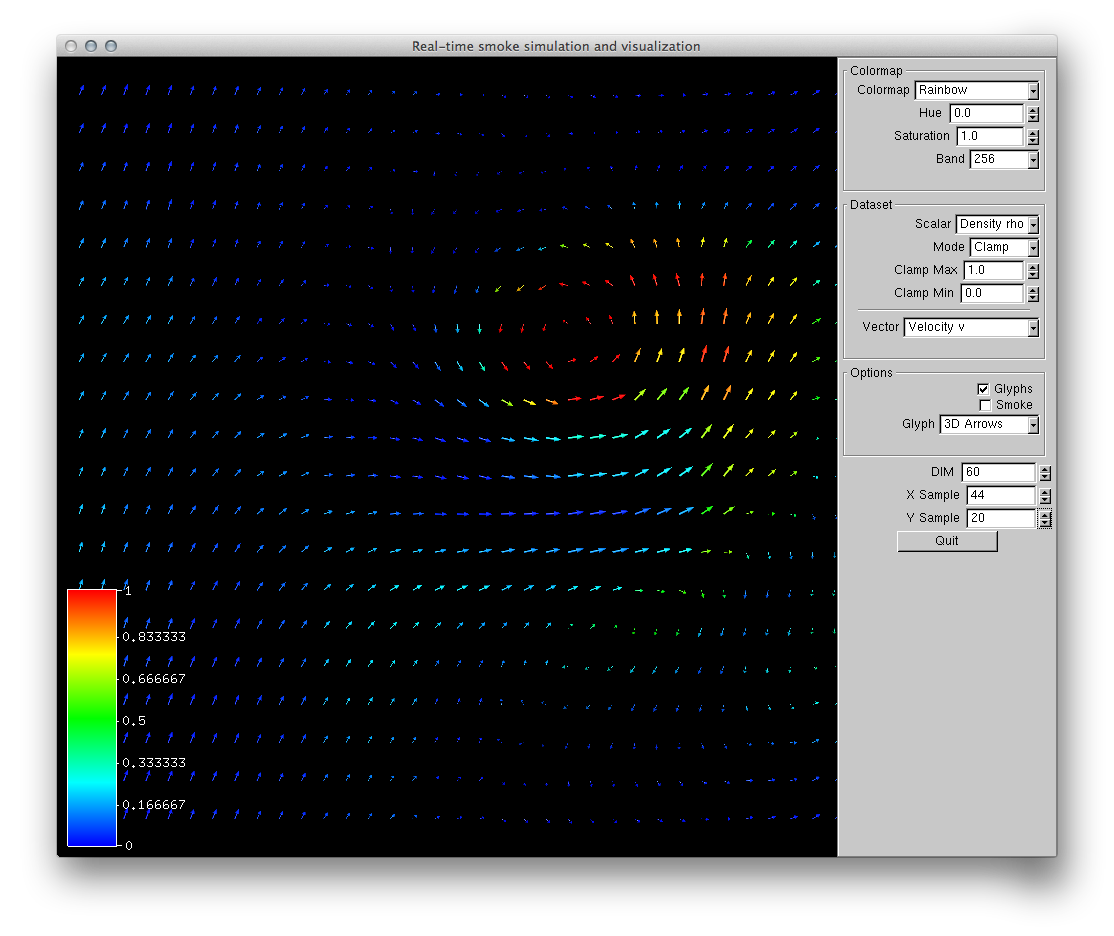 Real-time smoke simulation and visualization
Colormap
Colormap Rainbow
Hue 0.0
Saturation 1.0
Band 256
Dataset
Scalar Density rho
Mode Clamp
Clamp Max 1.0
Clamp Min 0.0
Vector Velocity v
Options
Glyphs
Smoke
Glyph 3D Arrows
DIM 60
X Sample 44
Y Sample 20
Quit
1
0.833333
0.666667
0.5
0.333333
0.166667
0